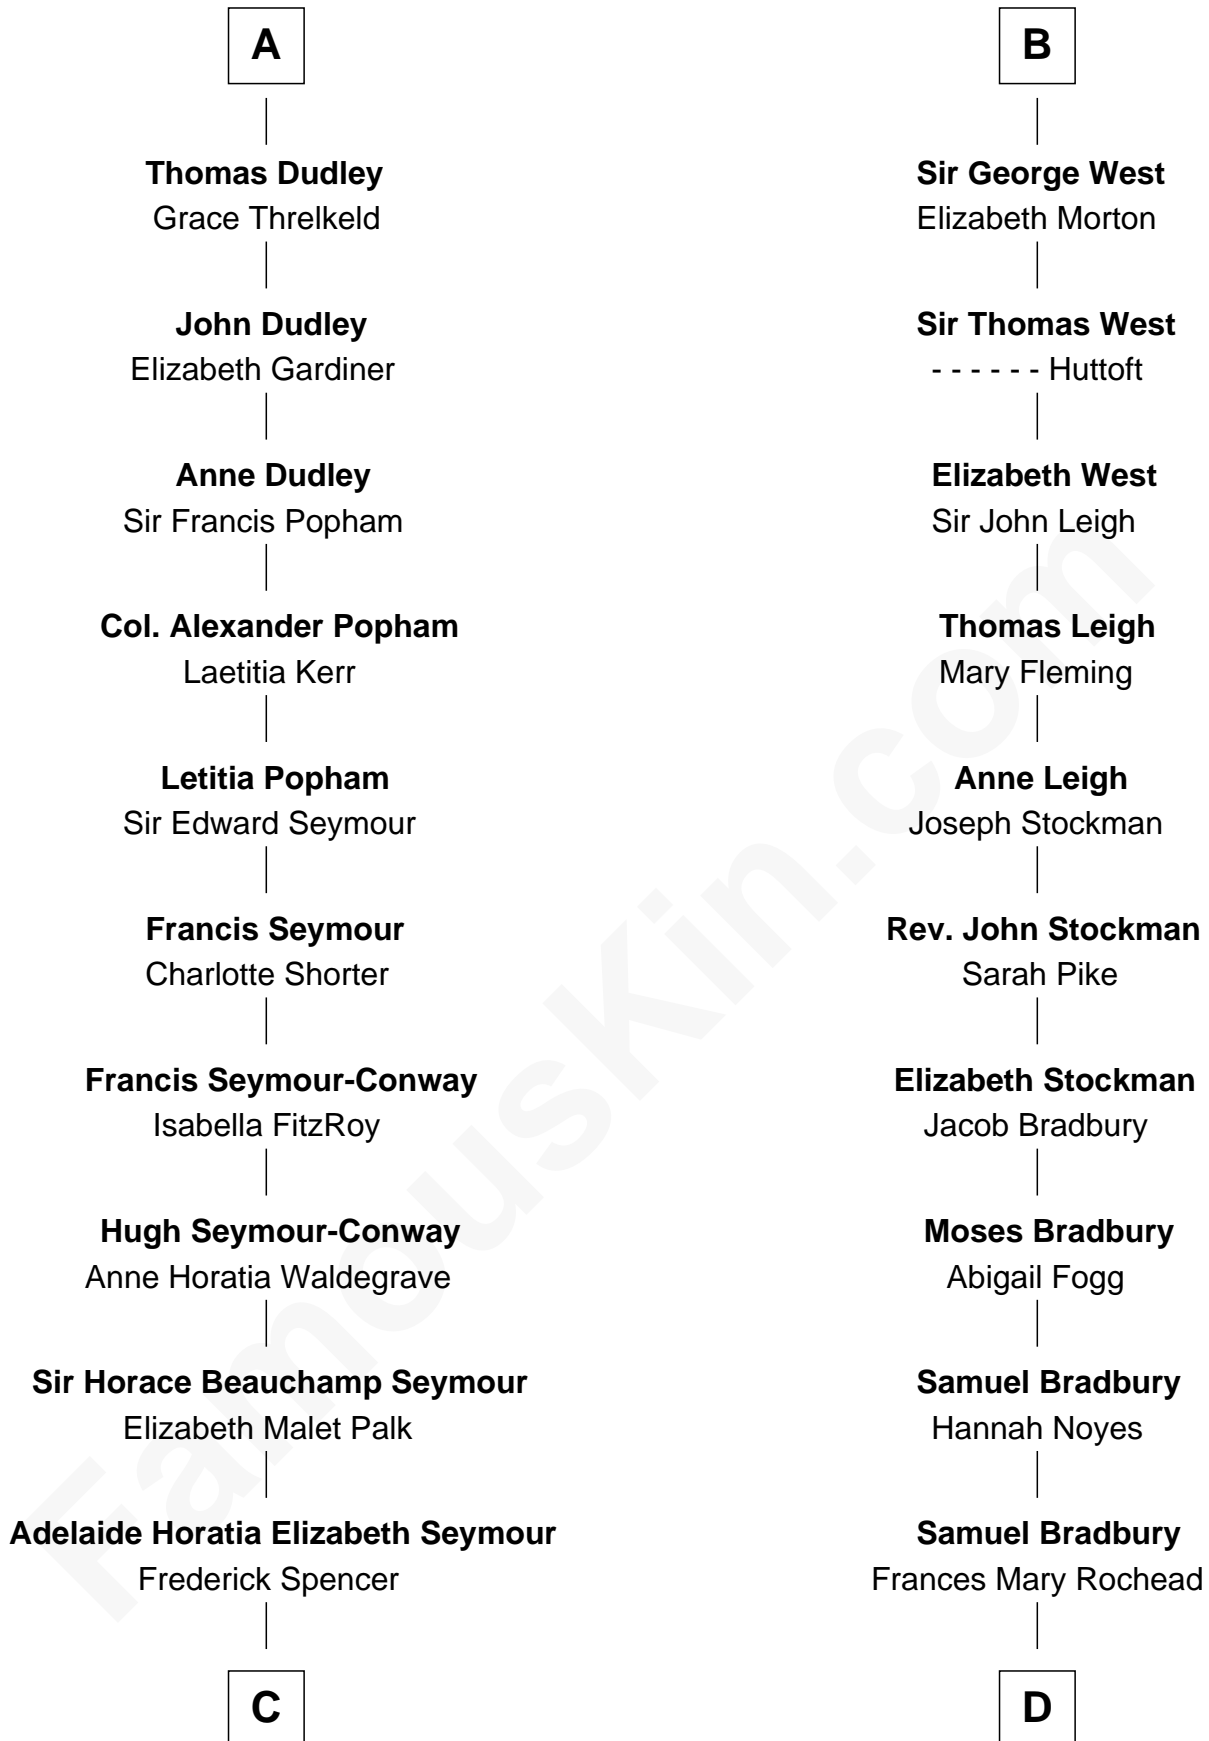 A
Thomas Dudley
Grace Threlkeld
John Dudley
Elizabeth Gardiner
Anne Dudley
Sir Francis Popham
Col. Alexander Popham
Laetitia Kerr
Letitia Popham
Sir Edward Seymour
Francis Seymour
Charlotte Shorter
Francis Seymour-Conway
Isabella FitzRoy
Hugh Seymour-Conway
Anne Horatia Waldegrave
Sir Horace Beauchamp Seymour
Elizabeth Malet Palk
Adelaide Horatia Elizabeth Seymour
Frederick Spencer
C
B
Sir George West
Elizabeth Morton
Sir Thomas West
- - - - - - Huttoft
Elizabeth West
Sir John Leigh
Thomas Leigh
Mary Fleming
Anne Leigh
Joseph Stockman
Rev. John Stockman
Sarah Pike
Elizabeth Stockman
Jacob Bradbury
Moses Bradbury
Abigail Fogg
Samuel Bradbury
Hannah Noyes
Samuel Bradbury
Frances Mary Rochead
D
FamousKin.com